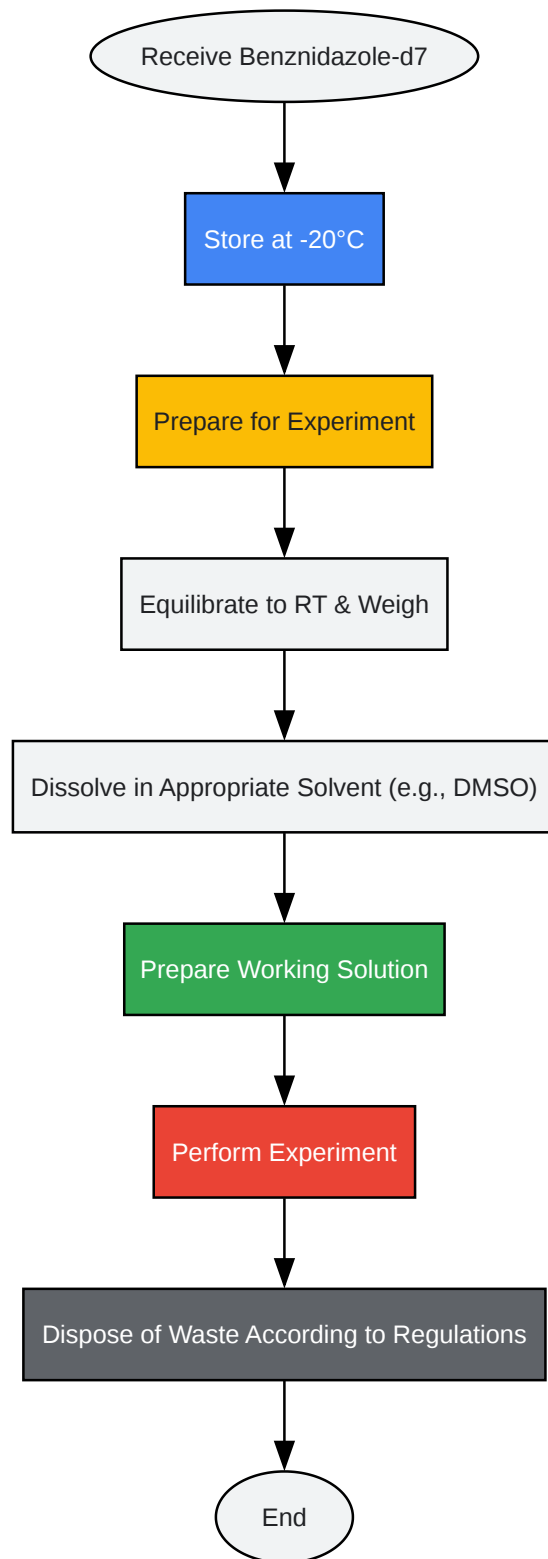 Receive Benznidazole-d7
Store at -20°C
Prepare for Experiment
Equilibrate to RT & Weigh
Dissolve in Appropriate Solvent (e.g., DMSO)
Prepare Working Solution
Perform Experiment
Dispose of Waste According to Regulations
End